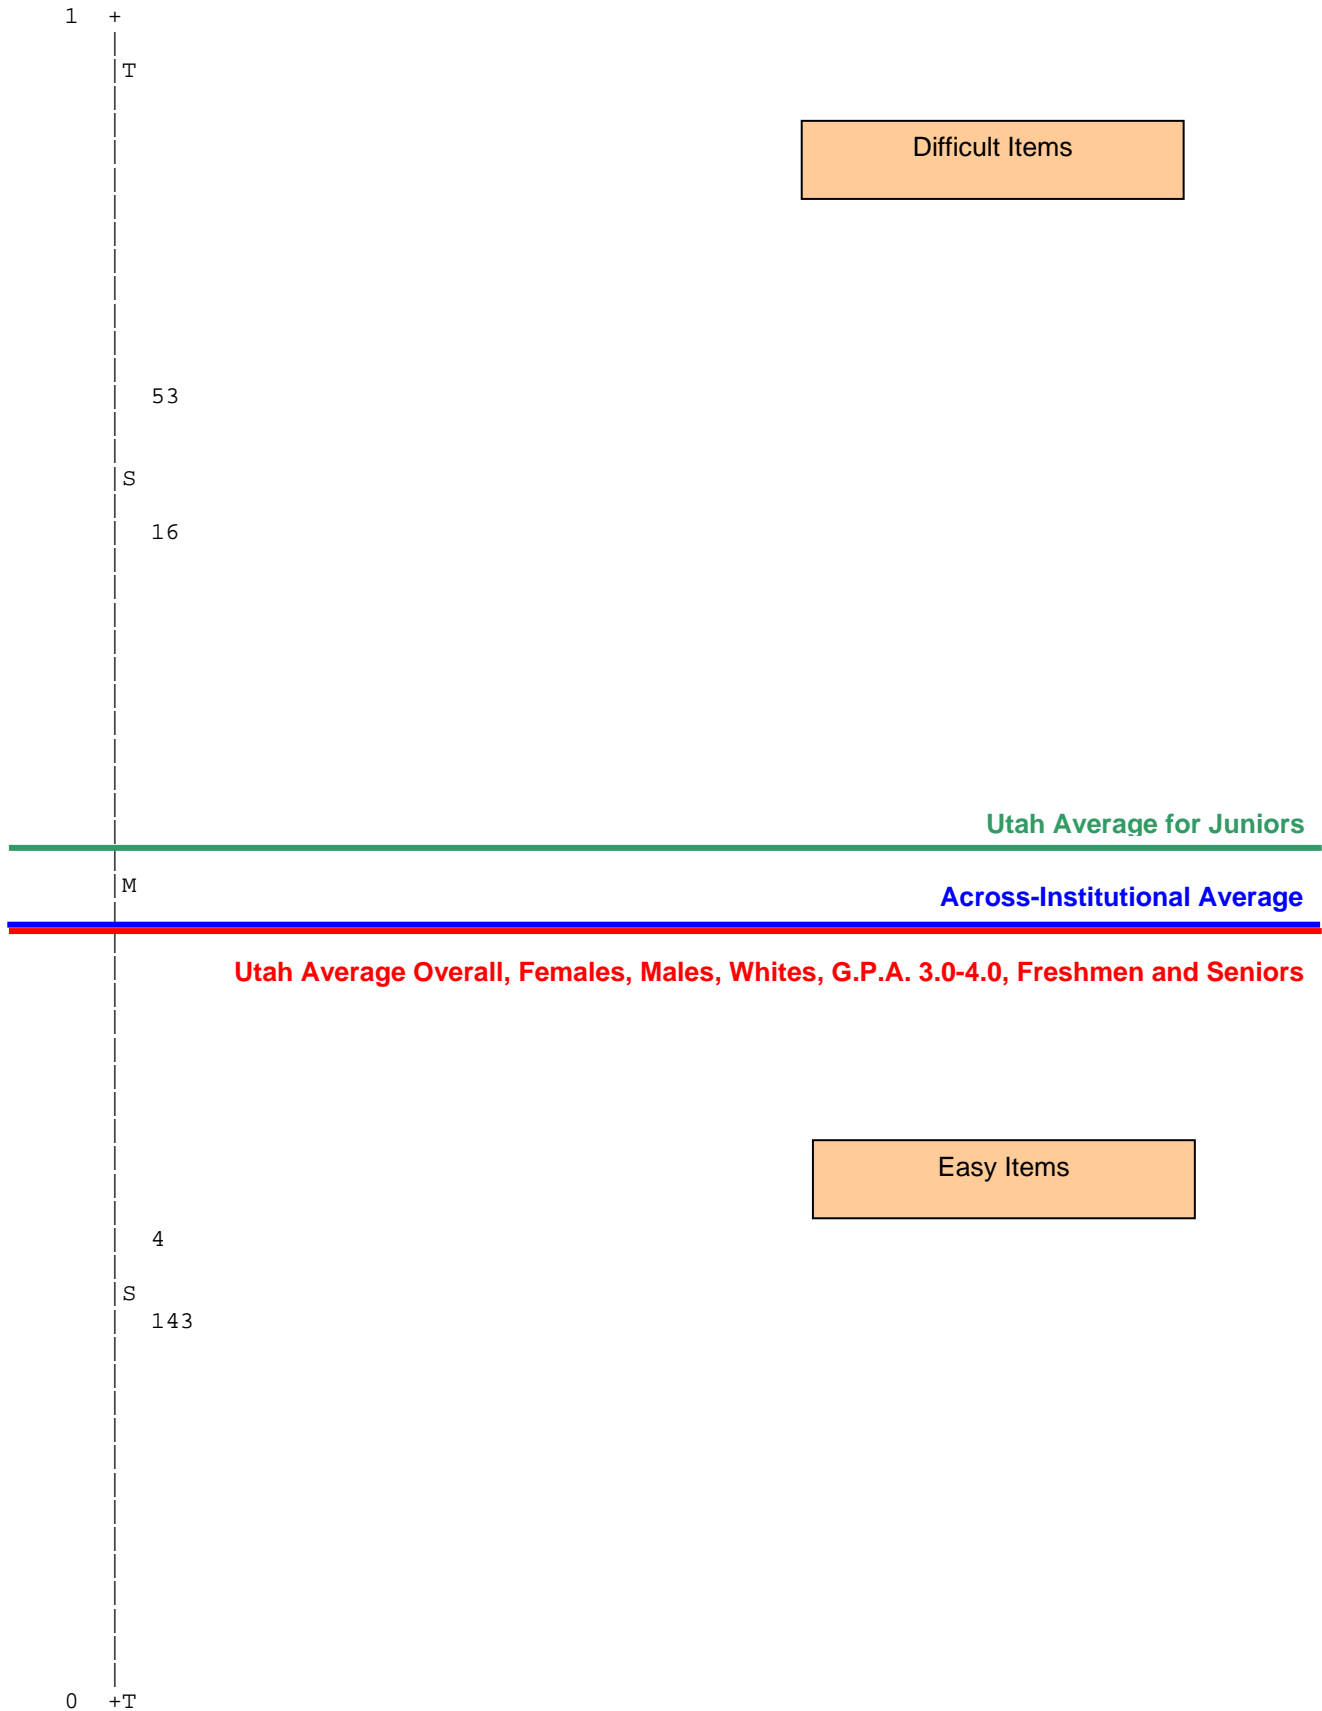 1 +
T
Difficult Items
53
S
16
Utah Average for Juniors
M
Across-Institutional Average
Utah Average Overall, Females, Males, Whites, G.P.A. 3.0-4.0, Freshmen and Seniors
Easy Items
4
S
143
0 +T